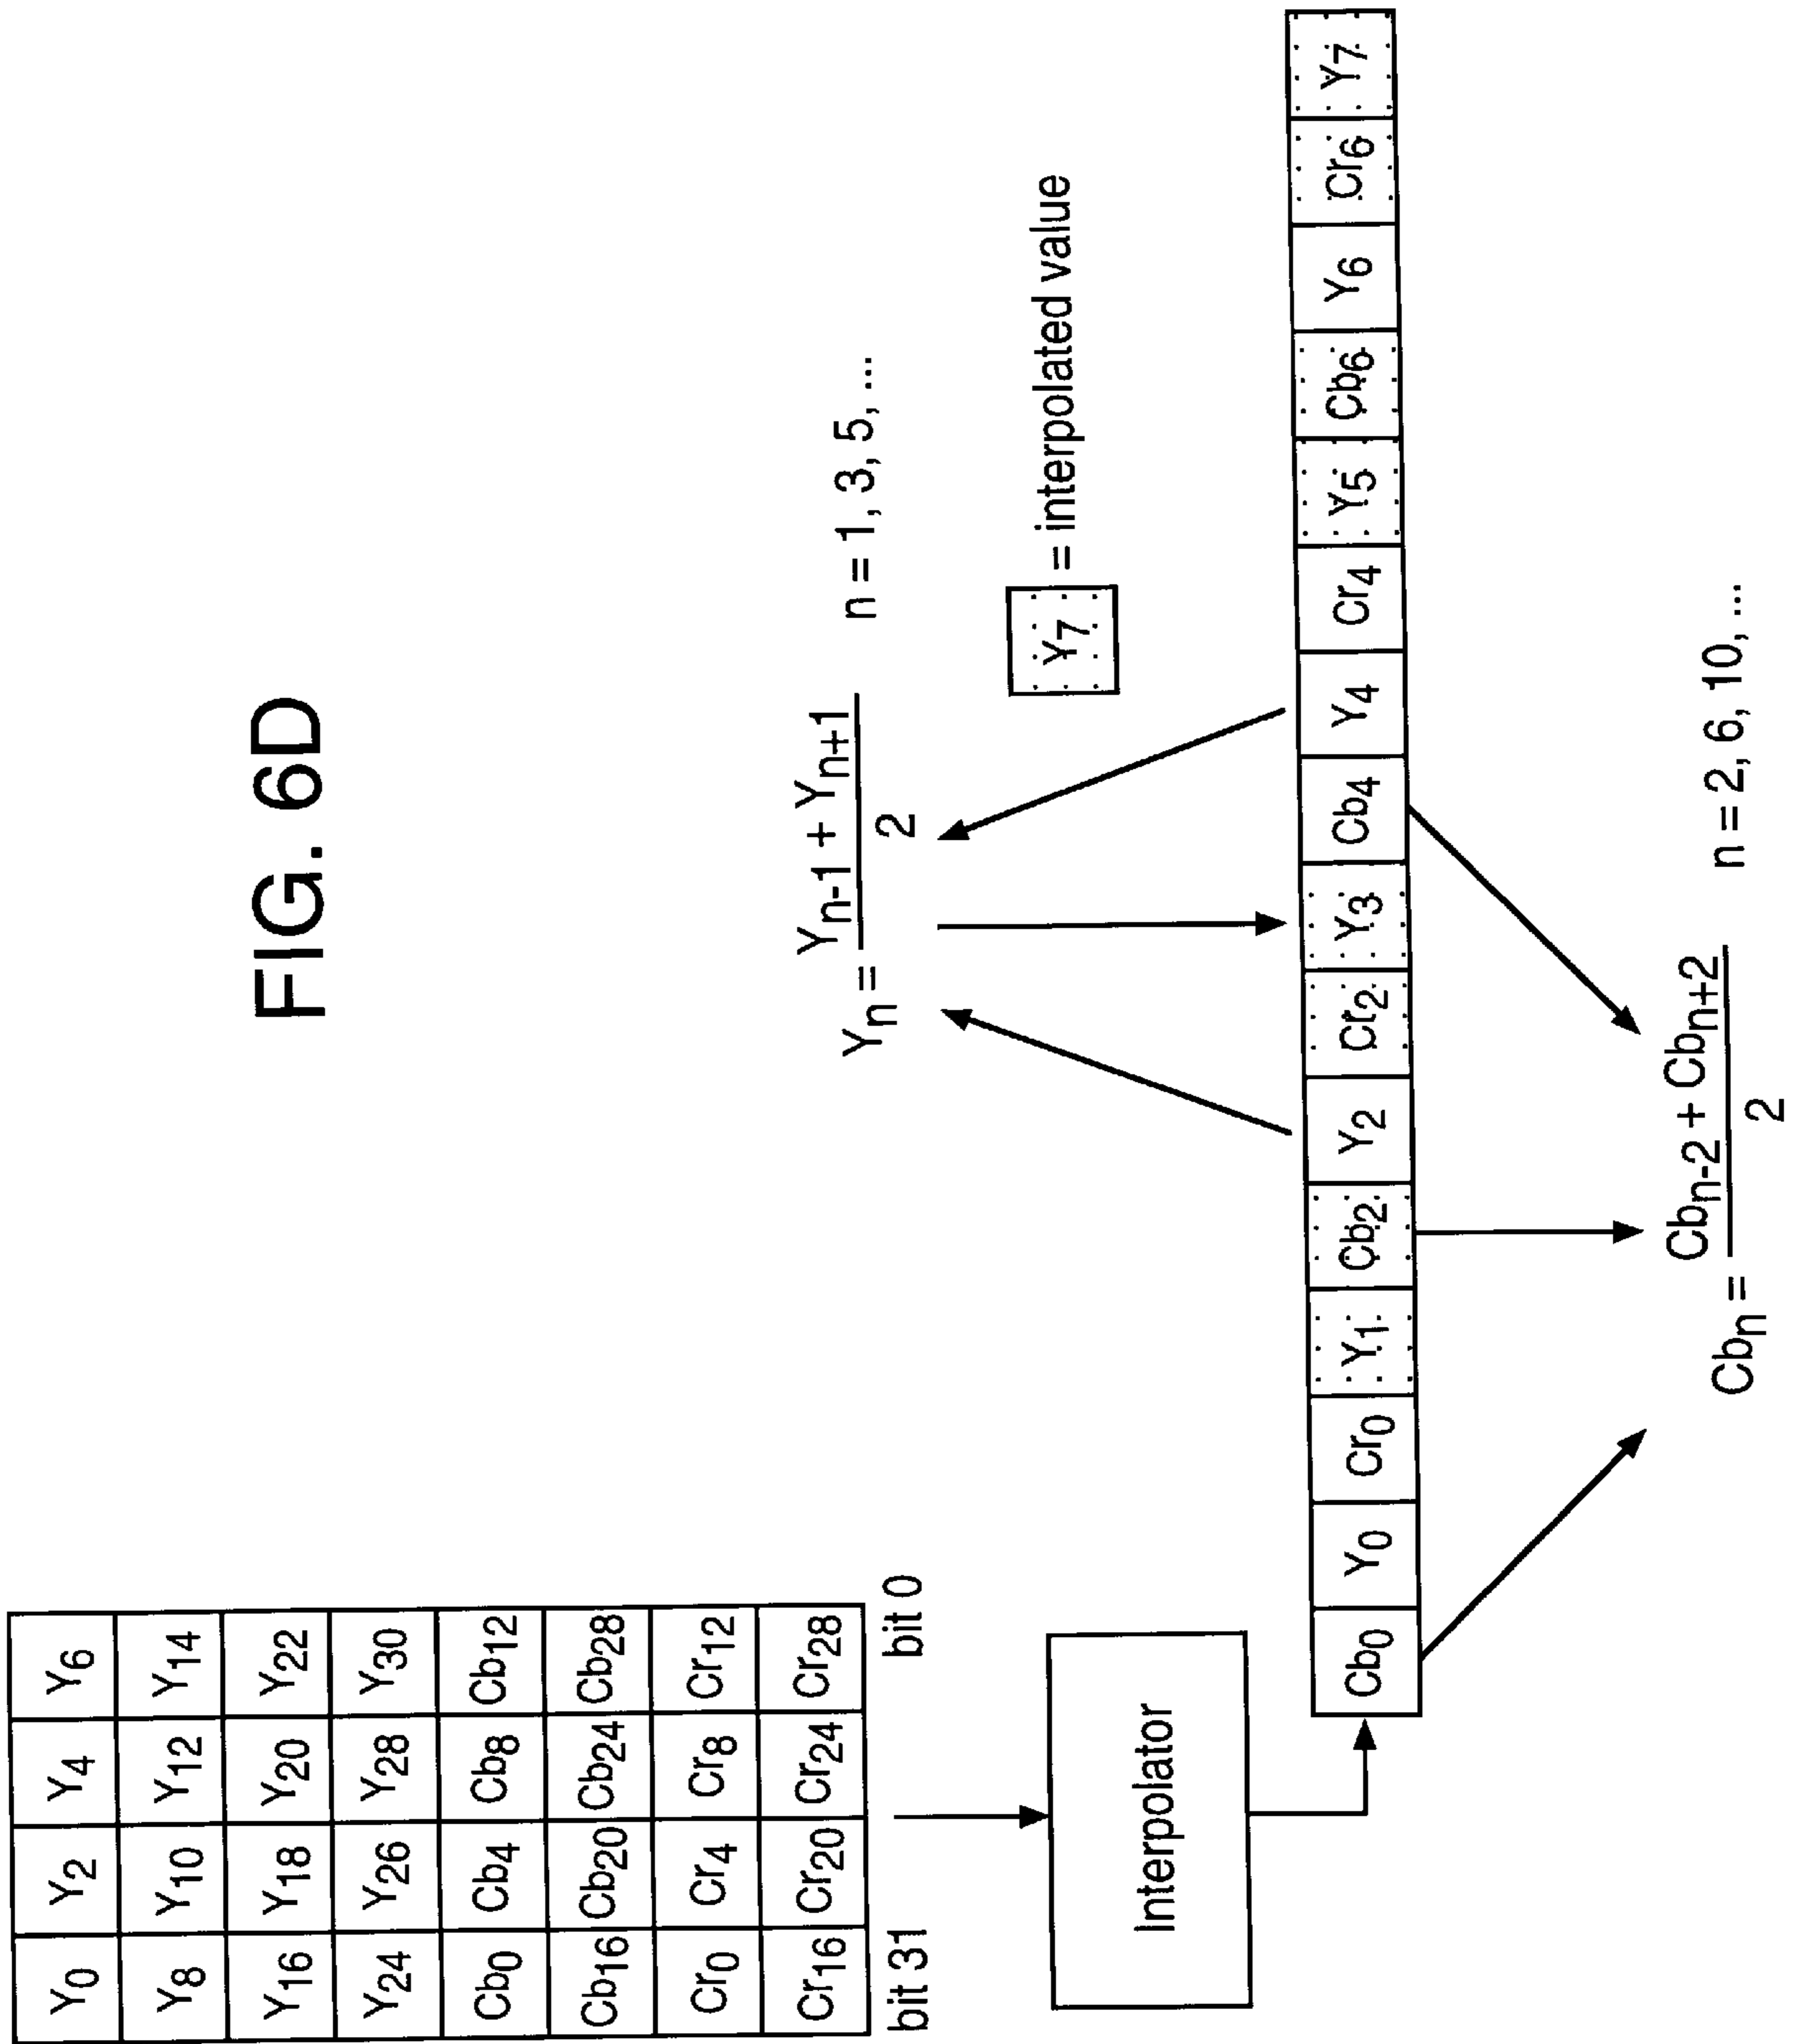 FIG. 6D
Y0 Y2 Y4 Y6
Y8 Y10 Y12 Y14
Y16 Y18 Y20 Y22
Y24 Y26 Y28 Y30
Cb0 Cb4 Cb8 Cb12
Cb16 Cb20 Cb24 Cb28
Cr0 Cr4 Cr8 Cr12
Cr16 Cr20 Cr24 Cr28
bit 31 bit 0
Interpolator
Yn = Yn-1 + Yn+1 n = 1, 3, 5, ...
2
Y7 = interpolated value
Cb0 Y0 Cr0 Y1 Cb2 Y2 Cr2 Y3 Cb4 Y4 Cr4 Y5 Cb6 Y6 Cr6 Y7
Cbn = Cbn-2 + Cbn+2 n = 2, 6, 10, ...
2